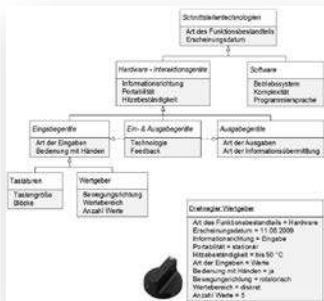 Schnittstellentechnologien
Art des Funktionsbestandteils
Erscheinungsdatum
Hardware - Interaktionsgeräte
Informationsrichtung
Portabilität
Hitzebeständigkeit
Software
Betriebssystem
Komplexität
Programmiersprache
Eingabegeräte
Art der Eingaben
Bedienung mit Händen
Ein- & Ausgabegeräte
Technologie
Feedback
Ausgabegeräte
Art der Ausgaben
Art der Informationsübermittlung
Tastaturen
Tastengröße
Blöcke
Wertgeber
Bewegungsrichtung
Wertebereich
Anzahl Werte
Drehregler:Wertgeber
Art des Funktionsbestandteils = Hardware
Erscheinungsdatum = 11.05.2009
Informationsrichtung = Eingabe
Portabilität = stationär
Hitzebeständigkeit = bis 50 °C
Art der Eingaben = Werte
Bedienung mit Händen = ja
Bewegungsrichtung = rotatorisch
Wertebereich = diskret
Anzahl Werte = 5